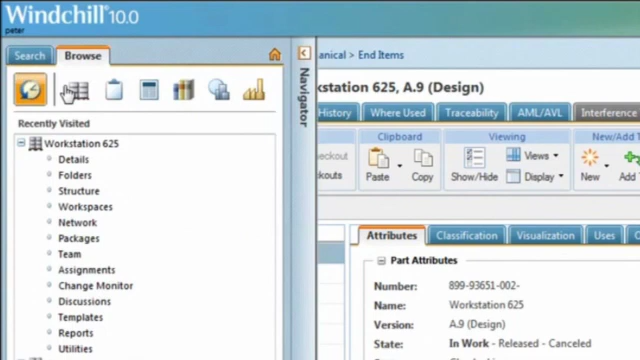 Windchill® 10.0
peter
Search
Browse
Recently Visited
Workstation 625
Details
Folders
Structure
Workspaces
Network
Packages
Team
Assignments
Change Monitor
Discussions
Templates
Reports
Utilities
Navigator
anical > End Items
kstation 625, A.9 (Design)
History
Where Used
Traceability
AML/AVL
Interference
Clipboard
Viewing
New/Add T
heckout
ckouts
Paste
Copy
Show/Hide
Views
Display
New
Add T
Attributes
Classification
Visualization
Uses
Part Attributes
Number: 899-93651-002-
Name: Workstation 625
Version: A.9 (Design)
State: In Work - Released - Canceled